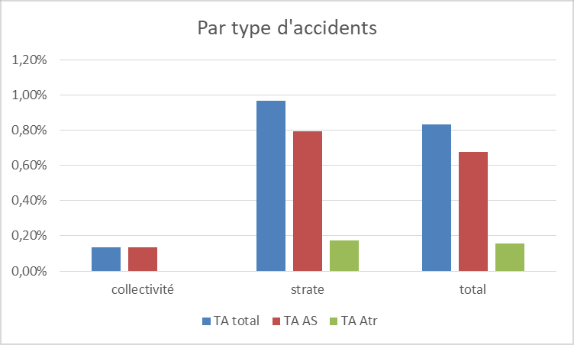 Par type d'accidents
1,20%
1,00%
0,80%
0,60%
0,40%
0,20%
0,00%
collectivité strate total
TA total TA AS TA Atr